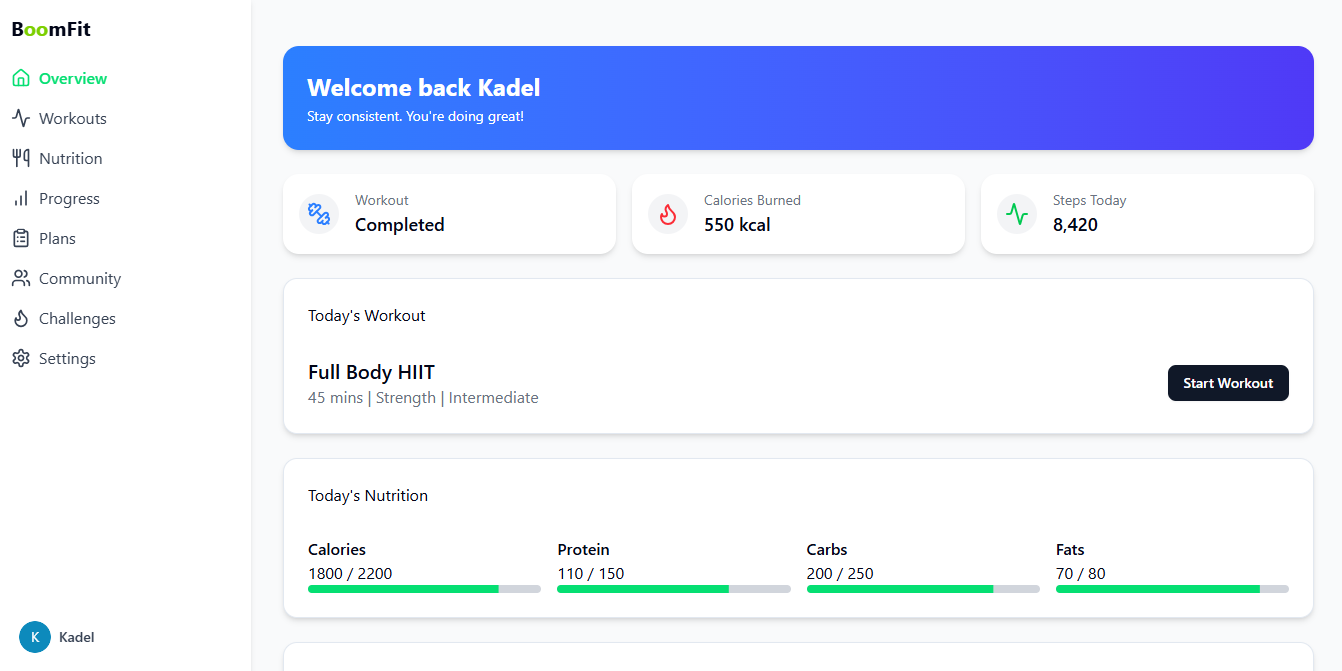 BoomFit
Overview
Workouts
Nutrition
Progress
Plans
Community
Challenges
Settings
K
Kadel
Welcome back Kadel
Stay consistent. You're doing great!
Workout
Completed
Calories Burned
550 kcal
Steps Today
8,420
Today's Workout
Full Body HIIT
45 mins | Strength | Intermediate
Start Workout
Today's Nutrition
Calories
1800 / 2200
Protein
110 / 150
Carbs
200 / 250
Fats
70 / 80